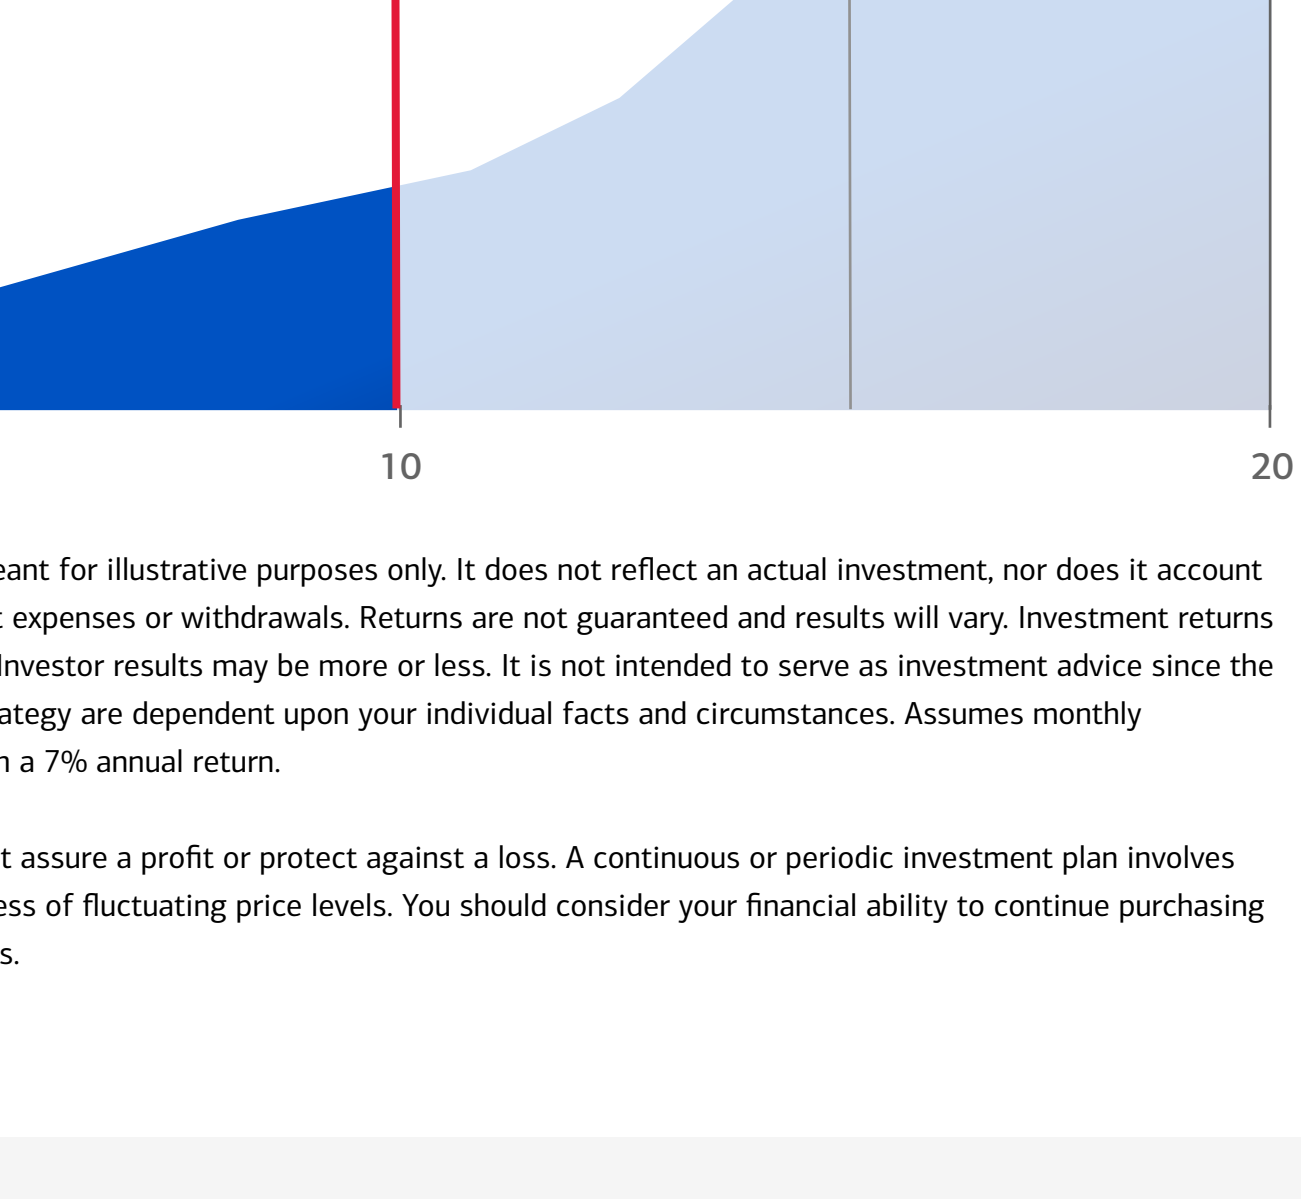 10 20
for illustrative purposes only. It does not reflect an actual investment, nor does it account
expenses or withdrawals. Returns are not guaranteed and results will vary. Investment returns
Investor results may be more or less. It is not intended to serve as investment advice since the
are dependent upon your individual facts and circumstances. Assumes monthly
a 7% annual return.
assure a profit or protect against a loss. A continuous or periodic investment plan involves
of fluctuating price levels. You should consider your financial ability to continue purchasing